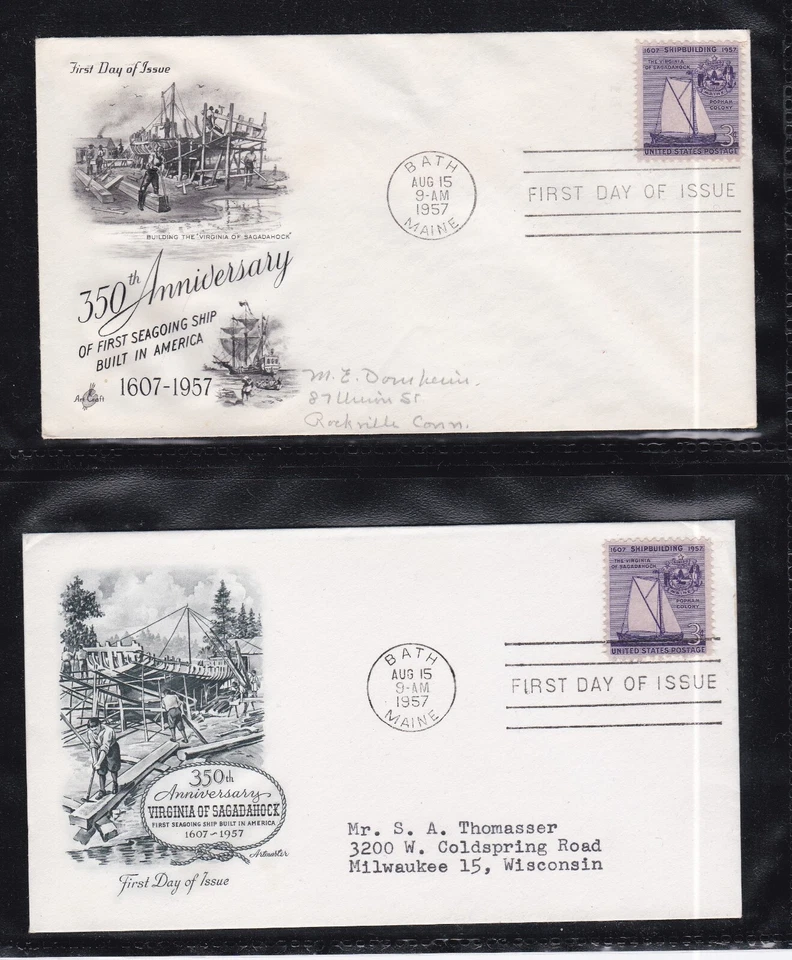 First Day of Issue
BUILDING THE "VIRGINIA OF SAGADAHOCK"
350th Anniversary
OF FIRST SEAGOING SHIP
BUILT IN AMERICA
1607-1957
Art Craft
BATH
AUG 15
9-AM
1957
MAINE
FIRST DAY OF ISSUE
1607 SHIPBUILDING 1957
THE VIRGINIA
OF SAGADAHOCK
POPHAM
COLONY
3¢
UNITED STATES POSTAGE
M. E.
87 Union St
Rockville Conn.
350th
Anniversary
VIRGINIA OF SAGADAHOCK
FIRST SEAGOING SHIP BUILT IN AMERICA
1607-1957
Artmaster
First Day of Issue
BATH
AUG 15
9-AM
1957
MAINE
FIRST DAY OF ISSUE
1607 SHIPBUILDING 1957
THE VIRGINIA
OF SAGADAHOCK
POPHAM
COLONY
3¢
UNITED STATES POSTAGE
Mr. S. A. Thomasser
3200 W. Coldspring Road
Milwaukee 15, Wisconsin